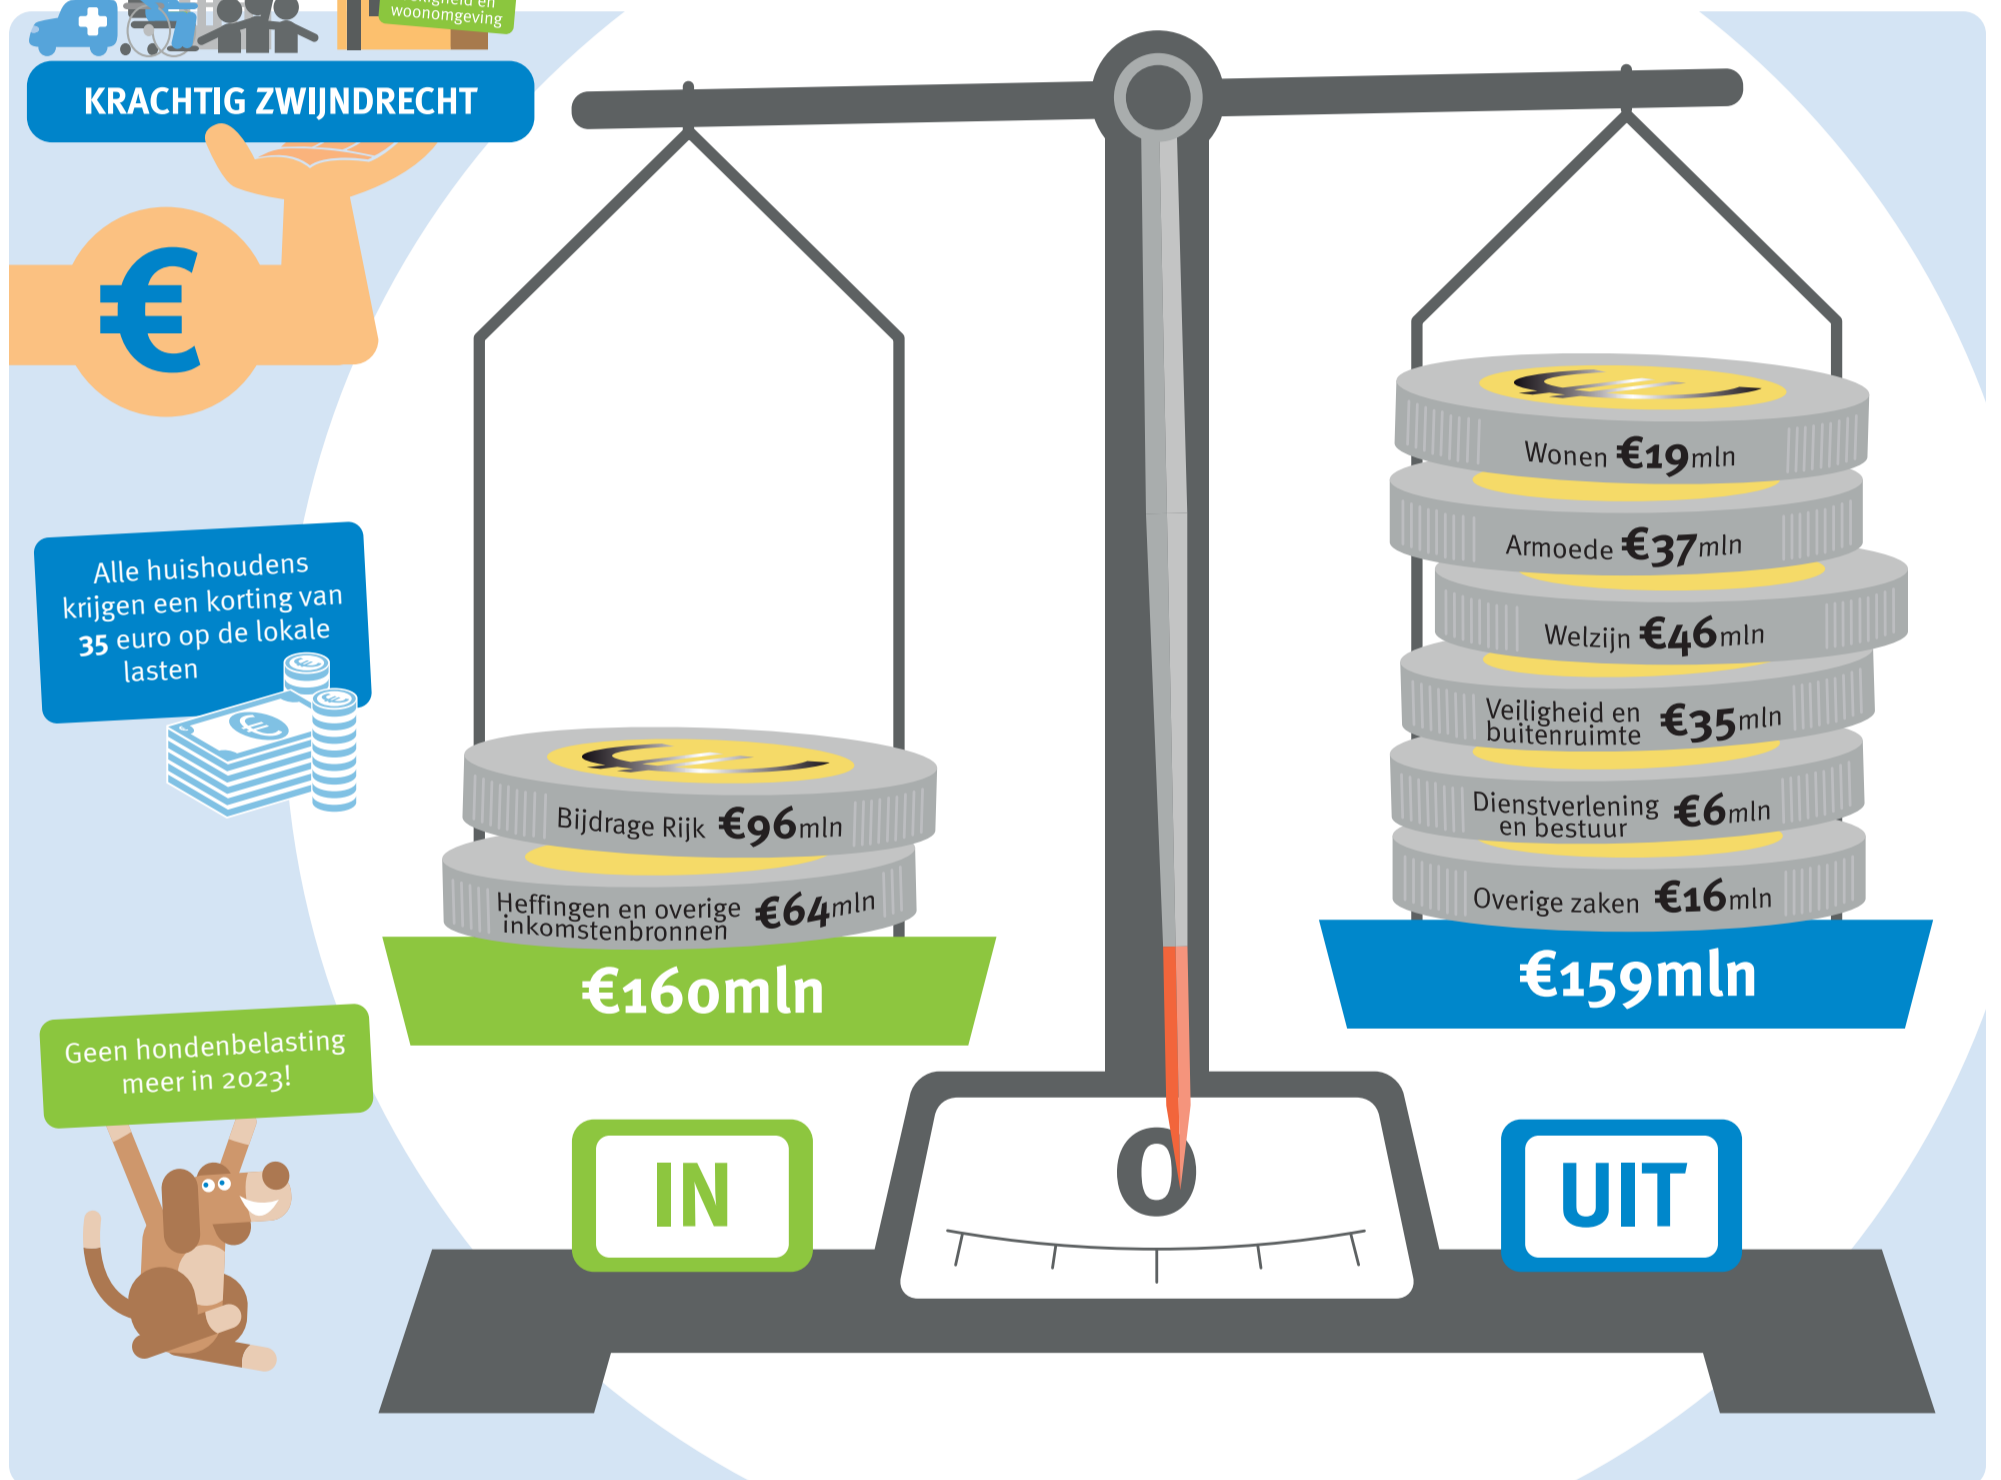 en
woonomgeving
KRACHTIG ZWIJNDRECHT
€
Alle huishoudens
krijgen een korting van
35 euro op de lokale
lasten
Geen hondenbelasting
meer in 2023!
Bijdrage Rijk €96mln
Heffingen en overige
inkomstenbronnen €64mln
€160mln
IN
Wonen €19mln
Armoede €37mln
Welzijn €46mln
Veiligheid en
buitenruimte €35mln
Dienstverlening
en bestuur €6mln
Overige zaken €16mln
€159mln
UIT
0